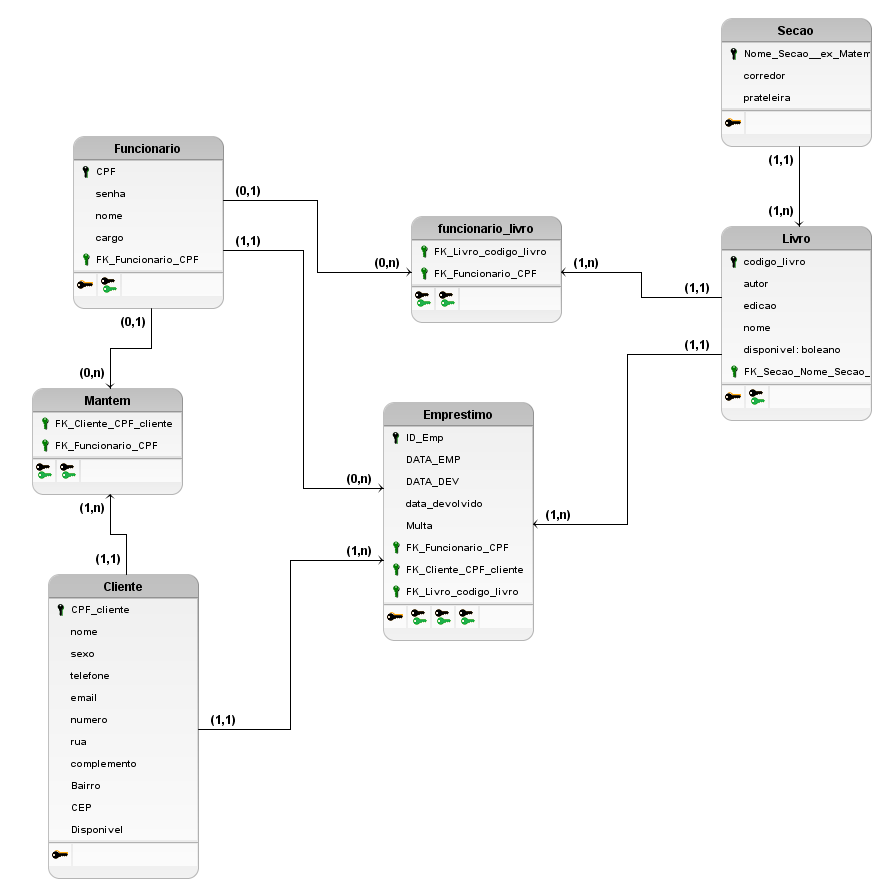 Secao
Nome_Secao__ex_Matem
corredor
prateleira
(1,1)
(1,n)
Funcionario
CPF
senha
nome
cargo
FK_Funcionario_CPF
(0,1)
(1,1)
(0,1)
(0,n)
funcionario_livro
FK_Livro_codigo_livro
FK_Funcionario_CPF
(0,n)
(1,n)
Livro
codigo_livro
autor
edicao
nome
disponivel: boleano
FK_Secao_Nome_Secao_
(1,1)
(1,1)
Mantem
FK_Cliente_CPF_cliente
FK_Funcionario_CPF
(1,n)
(1,1)
Emprestimo
ID_Emp
DATA_EMP
DATA_DEV
data_devolvido
Multa
FK_Funcionario_CPF
FK_Cliente_CPF_cliente
FK_Livro_codigo_livro
(0,n)
(1,n)
(1,n)
Cliente
CPF_cliente
nome
sexo
telefone
email
numero
rua
complemento
Bairro
CEP
Disponivel
(1,1)